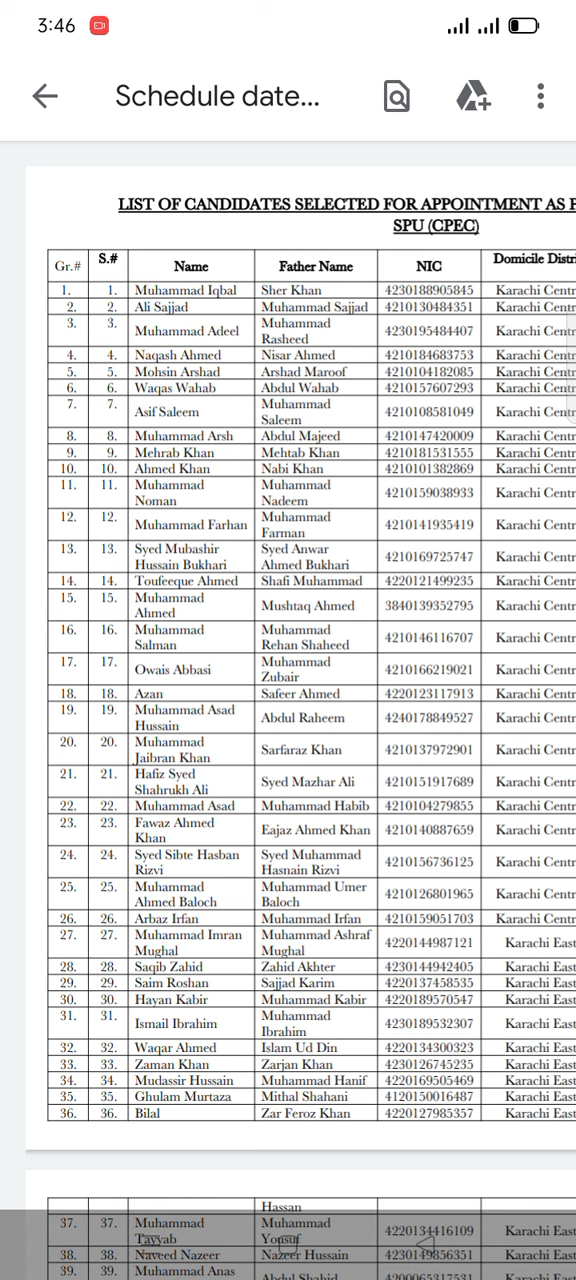 3:46
Schedule date...
LIST OF CANDIDATES SELECTED FOR APPOINTMENT AS P
SPU (CPEC)
Gr.# S.# Name Father Name NIC Domicile Distri
1. 1. Muhammad Iqbal Sher Khan 4230188905845 Karachi Centr
2. 2. Ali Sajjad Muhammad Sajjad 4210130484351 Karachi Centr
3. 3. Muhammad Adeel Muhammad Rasheed 4230195484407 Karachi Centr
4. 4. Naqash Ahmed Nisar Ahmed 4210184683753 Karachi Centr
5. 5. Mohsin Arshad Arshad Maroof 4210104182085 Karachi Centr
6. 6. Waqas Wahab Abdul Wahab 4210157607293 Karachi Centr
7. 7. Asif Saleem Muhammad Saleem 4210108581049 Karachi Centr
8. 8. Muhammad Arsh Abdul Majeed 4210147420009 Karachi Centr
9. 9. Mehrab Khan Mehtab Khan 4210181531555 Karachi Centr
10. 10. Ahmed Khan Nabi Khan 4210101382869 Karachi Centr
11. 11. Muhammad Noman Muhammad Nadeem 4210159038933 Karachi Centr
12. 12. Muhammad Farhan Muhammad Farman 4210141935419 Karachi Centr
13. 13. Syed Mubashir Hussain Bukhari Syed Anwar Ahmed Bukhari 4210169725747 Karachi Centr
14. 14. Toufeeque Ahmed Shafi Muhammad 4220121499235 Karachi Centr
15. 15. Muhammad Ahmed Mushtaq Ahmed 3840139352795 Karachi Centr
16. 16. Muhammad Salman Muhammad Rehan Shaheed 4210146116707 Karachi Centr
17. 17. Owais Abbasi Muhammad Zubair 4210166219021 Karachi Centr
18. 18. Azan Safeer Ahmed 4220123117913 Karachi Centr
19. 19. Muhammad Asad Hussain Abdul Raheem 4240178849527 Karachi Centr
20. 20. Muhammad Jaibran Khan Sarfaraz Khan 4210137972901 Karachi Centr
21. 21. Hafiz Syed Shahrukh Ali Syed Mazhar Ali 4210151917689 Karachi Centr
22. 22. Muhammad Asad Muhammad Habib 4210104279855 Karachi Centr
23. 23. Fawaz Ahmed Khan Eajaz Ahmed Khan 4210140887659 Karachi Centr
24. 24. Syed Sibte Hasban Rizvi Syed Muhammad Hasnain Rizvi 4210156736125 Karachi Centr
25. 25. Muhammad Ahmed Baloch Muhammad Umer Baloch 4210126801965 Karachi Centr
26. 26. Arbaz Irfan Muhammad Irfan 4210159051703 Karachi Centr
27. 27. Muhammad Imran Mughal Muhammad Ashraf Mughal 4220144987121 Karachi East
28. 28. Saqib Zahid Zahid Akhter 4230144942405 Karachi East
29. 29. Saim Roshan Sajjad Karim 4220137458535 Karachi East
30. 30. Hayan Kabir Muhammad Kabir 4220189570547 Karachi East
31. 31. Ismail Ibrahim Muhammad Ibrahim 4230189532307 Karachi East
32. 32. Waqar Ahmed Islam Ud Din 4220134300323 Karachi East
33. 33. Zaman Khan Zarjan Khan 4230126745235 Karachi East
34. 34. Mudassir Hussain Muhammad Hanif 4220169505469 Karachi East
35. 35. Ghulam Murtaza Mithal Shahani 4120150016487 Karachi East
36. 36. Bilal Zar Feroz Khan 4220127985357 Karachi East
Hassan
37. 37. Muhammad Tayyab Muhammad Yousuf 4220134416109 Karachi East
38. 38. Naveed Nazeer Nazeer Hussain 4230149856351 Karachi East
39. 39. Muhammad Anas Abdul Shahid